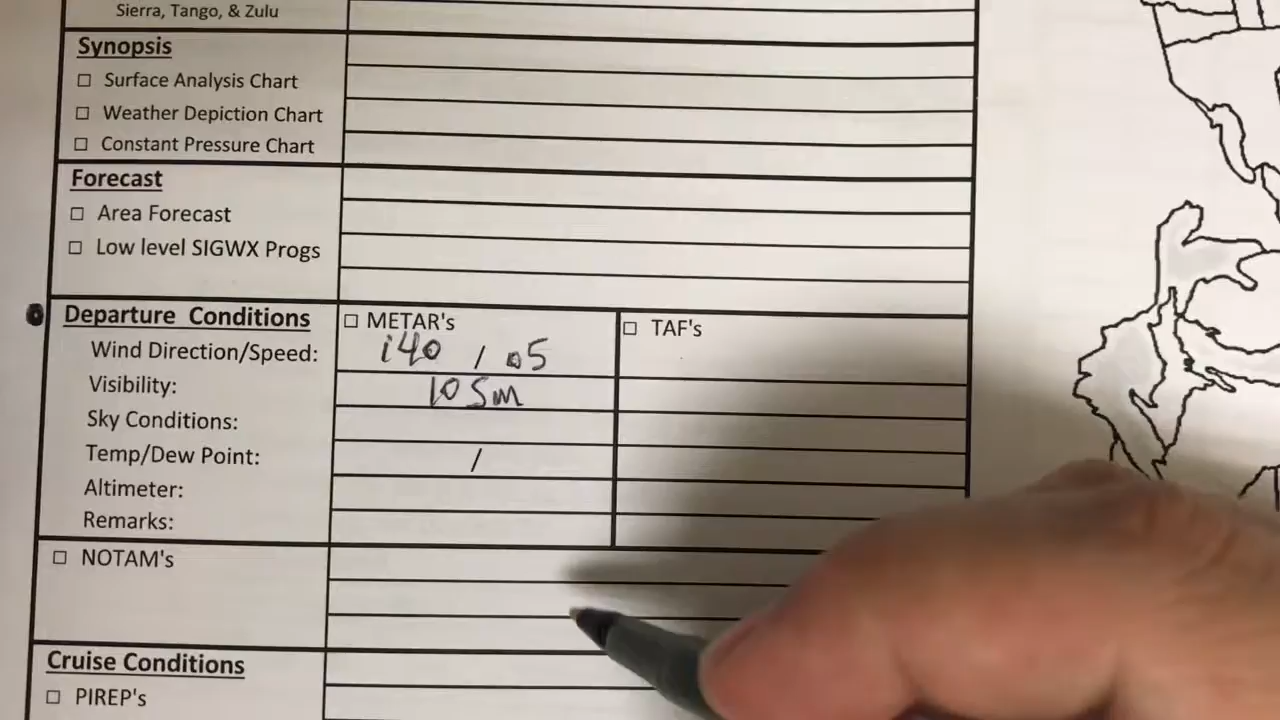 Sierra, Tango, & Zulu
Synopsis
□ Surface Analysis Chart
□ Weather Depiction Chart
□ Constant Pressure Chart
Forecast
□ Area Forecast
□ Low level SIGWX Progs
Departure Conditions □ METAR's □ TAF's
Wind Direction/Speed: 140 / 05
Visibility: 10 Sm
Sky Conditions:
Temp/Dew Point: /
Altimeter:
Remarks:
□ NOTAM's
Cruise Conditions
□ PIREP's